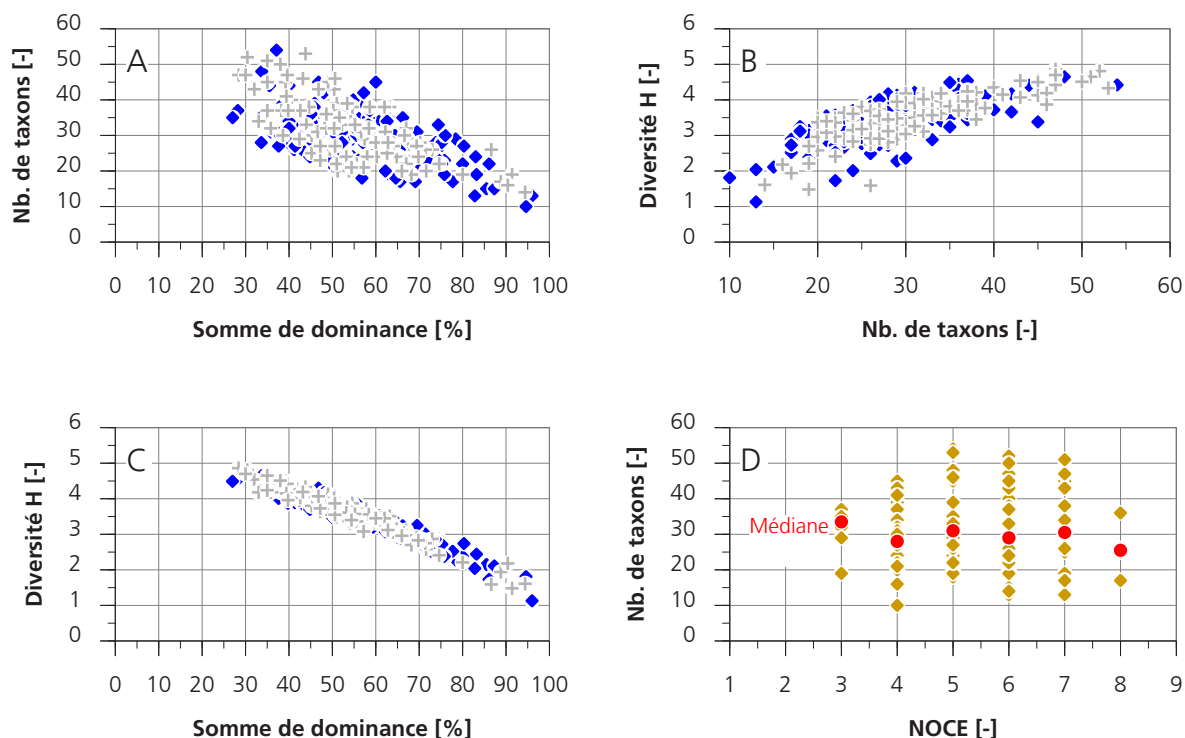 60
50
40
30
20
10
0
Nb. de taxons [-]
A
0 10 20 30 40 50 60 70 80 90 100
Somme de dominance [%]
6
5
4
3
2
1
0
Diversité H [-]
B
10 20 30 40 50 60
Nb. de taxons [-]
6
5
4
3
2
1
0
Diversité H [-]
C
0 10 20 30 40 50 60 70 80 90 100
Somme de dominance [%]
60
50
40
30
20
10
0
Nb. de taxons [-]
D
Médiane
1 2 3 4 5 6 7 8 9
NOCE [-]